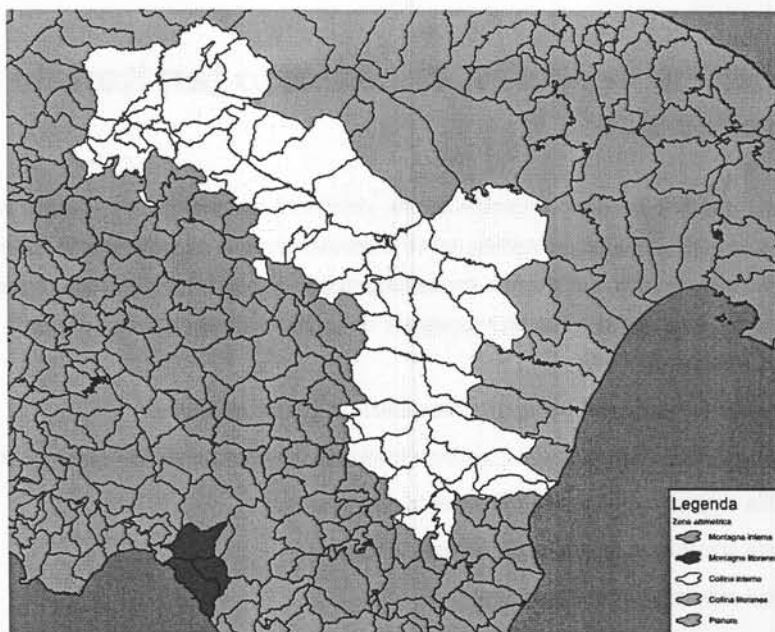 Legenda
Zona altimetrica
Montagna interna
Montagna litoranea
Collina interna
Collina litoranea
Pianura